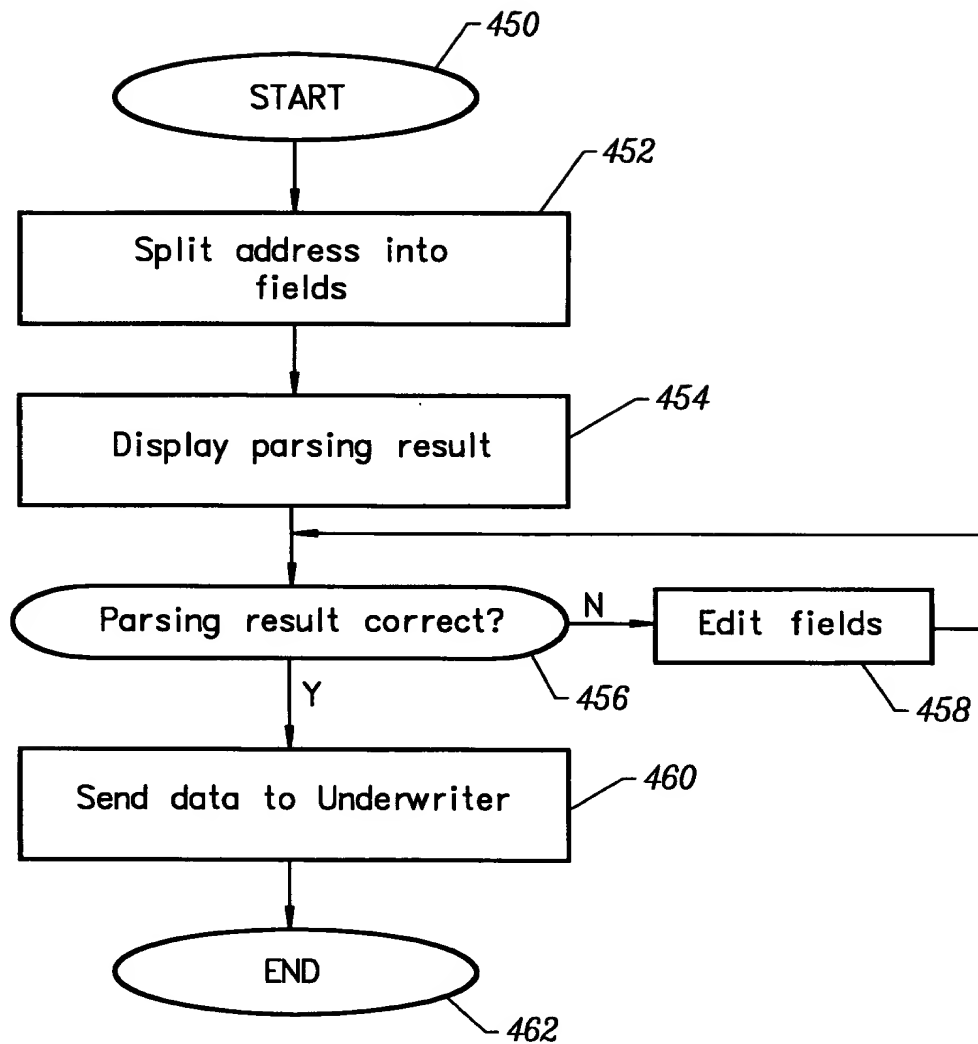 450
START
452
Split address into
fields
454
Display parsing result
Parsing result correct?
N
Edit fields
456
458
Y
460
Send data to Underwriter
END
462